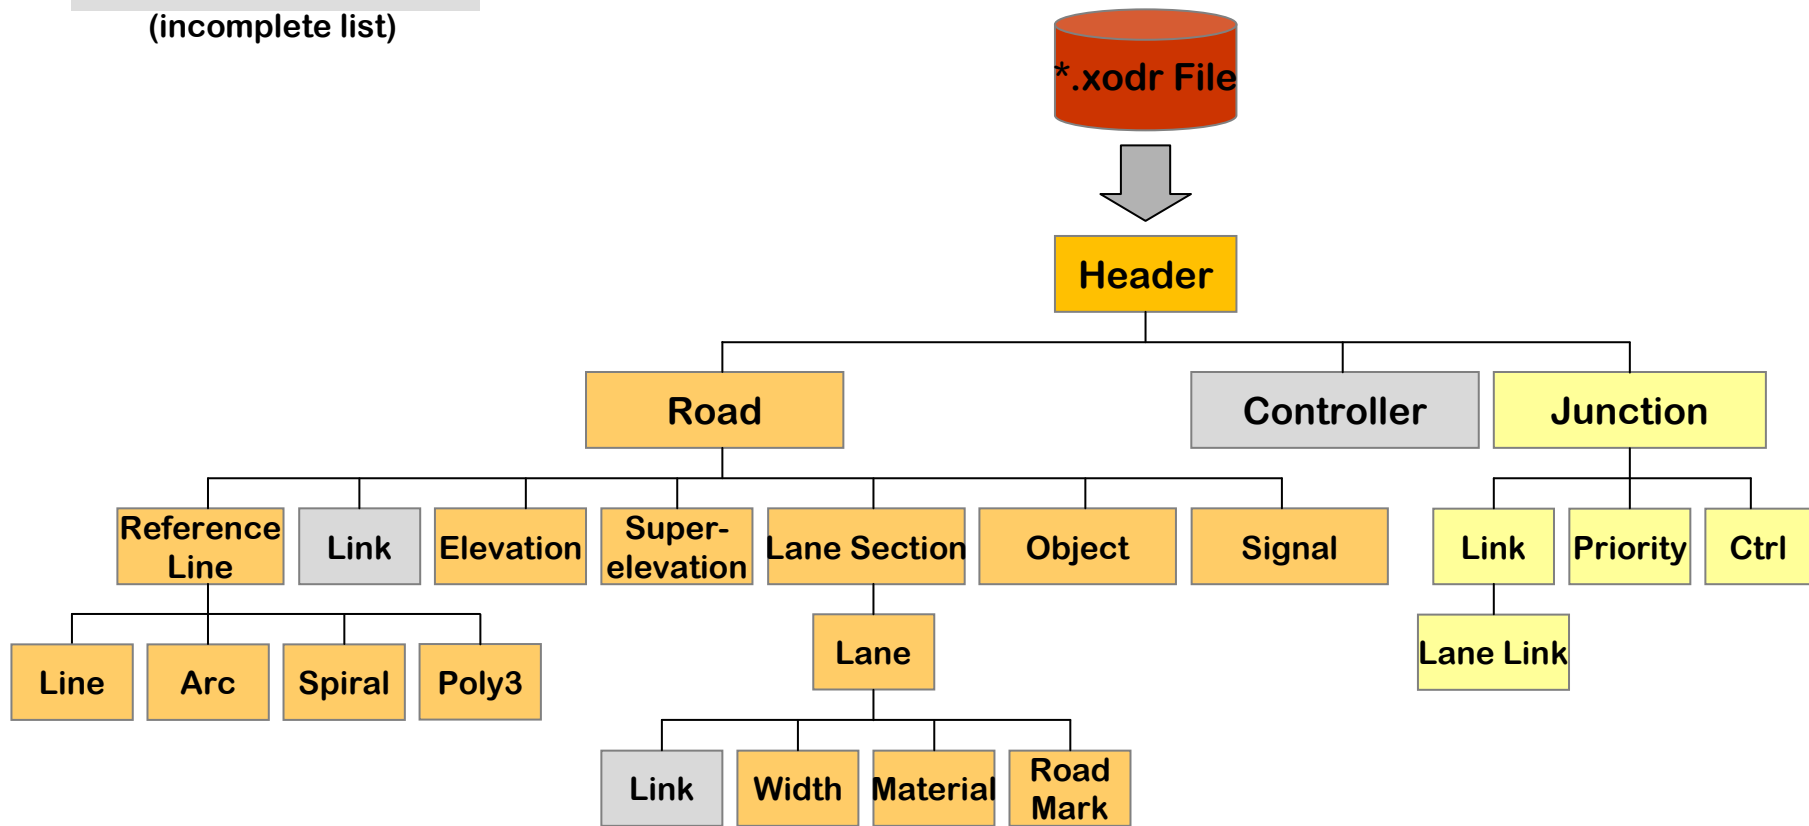 (incomplete list)
*.xodr File
Header
Road
Controller
Junction
Reference
Line
Link
Elevation
Super-
elevation
Lane Section
Object
Signal
Link
Priority
Ctrl
Line
Arc
Spiral
Poly3
Lane
Lane Link
Link
Width
Material
Road
Mark